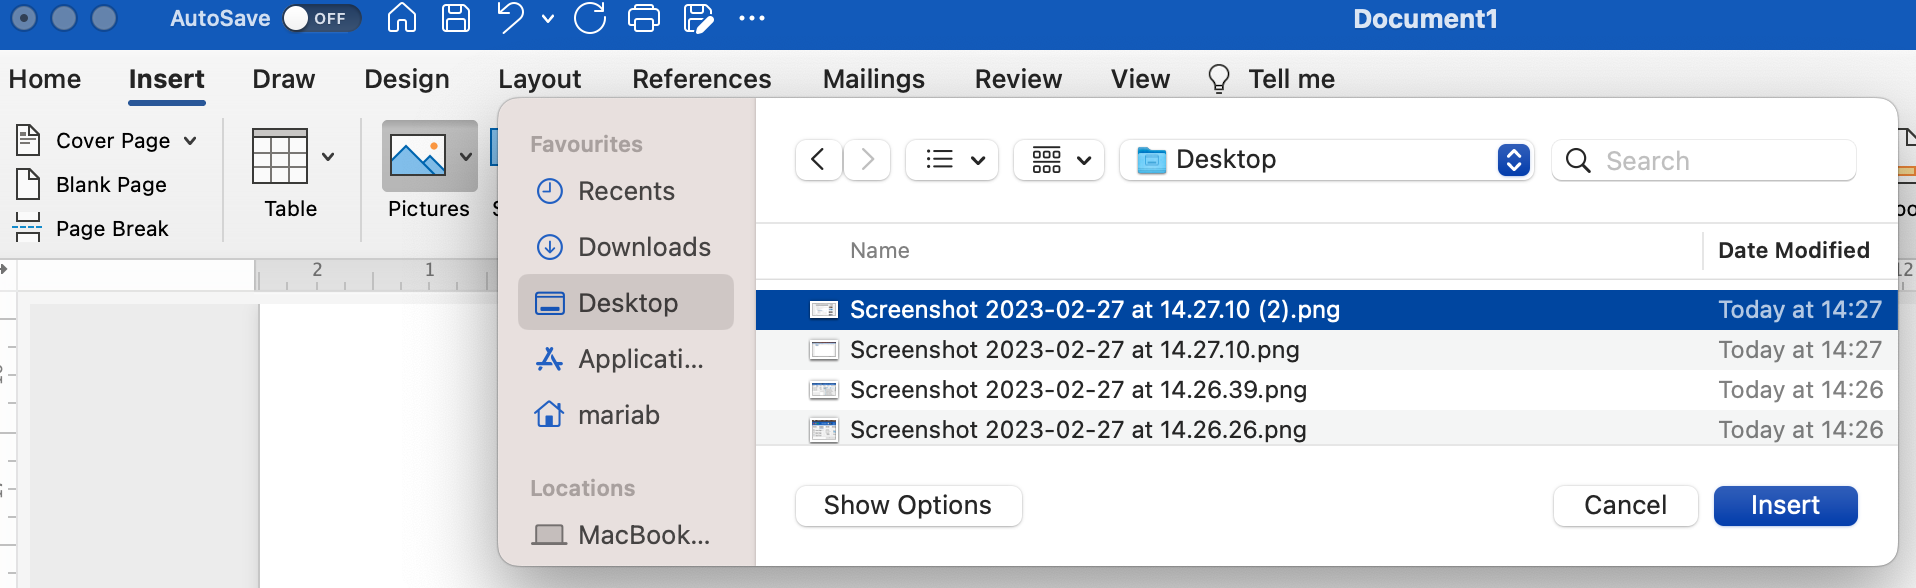 AutoSave OFF Document1
Home Insert Draw Design Layout References Mailings Review View Tell me
Cover Page
Blank Page
Page Break
Table
Pictures
2 1
12
Favourites
Recents
Downloads
Desktop
Applicati...
mariab
Locations
MacBook...
Desktop
Search
Name Date Modified
Screenshot 2023-02-27 at 14.27.10 (2).png Today at 14:27
Screenshot 2023-02-27 at 14.27.10.png Today at 14:27
Screenshot 2023-02-27 at 14.26.39.png Today at 14:26
Screenshot 2023-02-27 at 14.26.26.png Today at 14:26
Show Options Cancel Insert